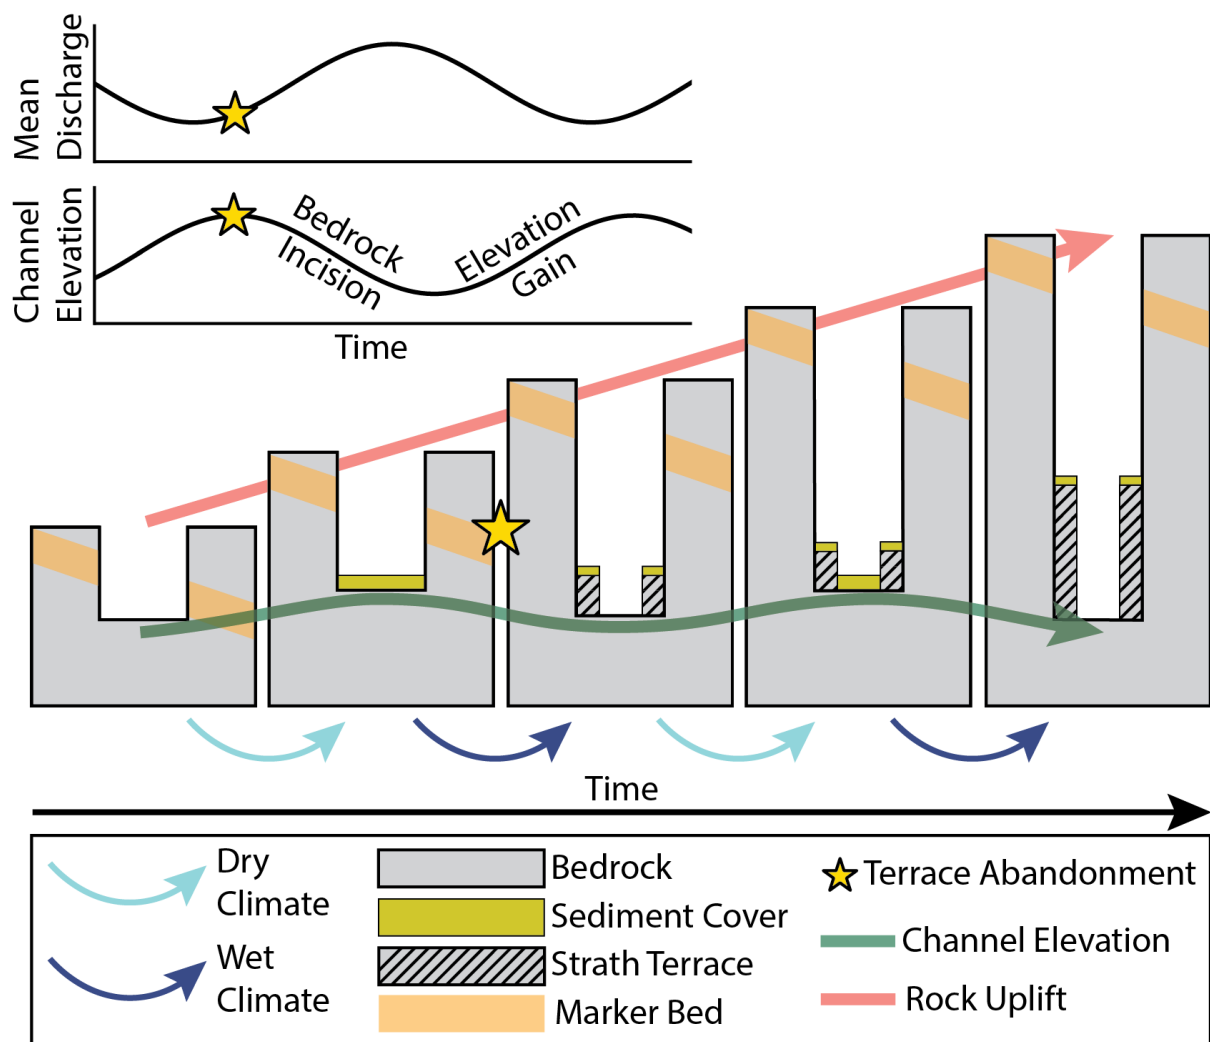 Mean
Discharge
Channel
Elevation
Bedrock
Incision
Elevation
Gain
Time
Time
Dry
Climate
Wet
Climate
Bedrock
Sediment Cover
Strath Terrace
Marker Bed
Terrace Abandonment
Channel Elevation
Rock Uplift